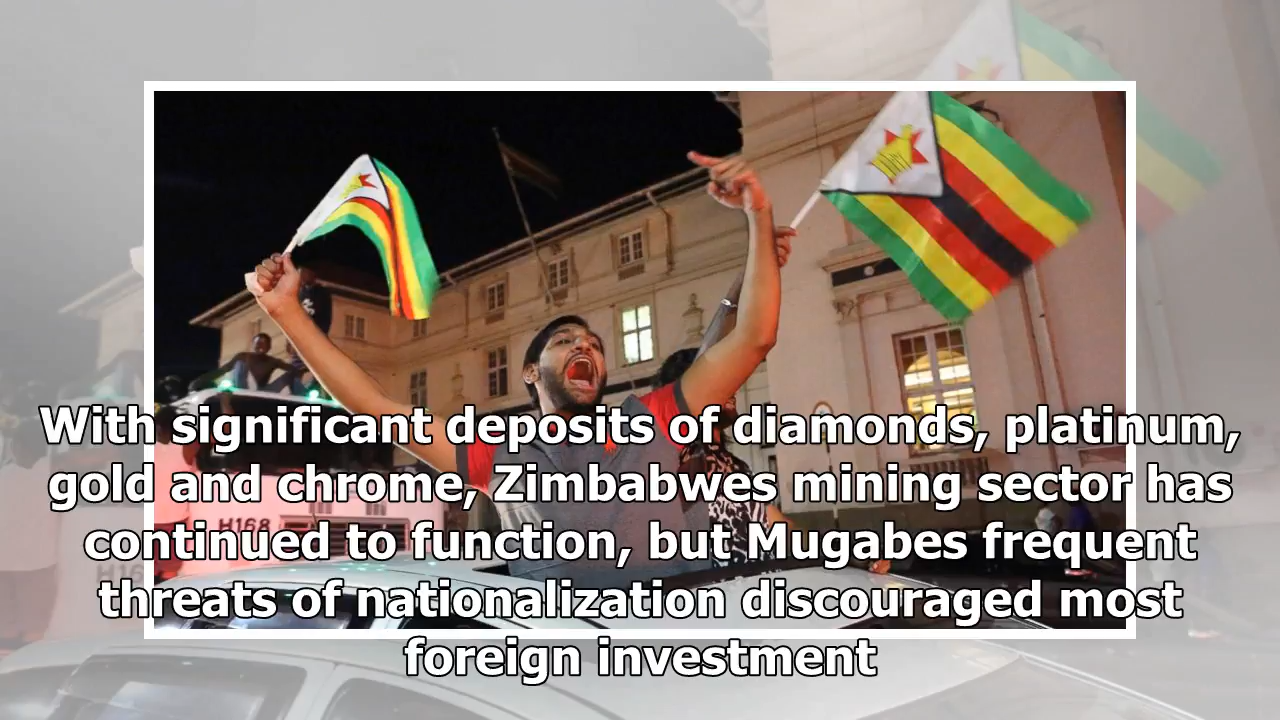 With significant deposits of diamonds, platinum,
gold and chrome, Zimbabwes mining sector has
continued to function, but Mugabes frequent
threats of nationalization discouraged most
foreign investment
H168